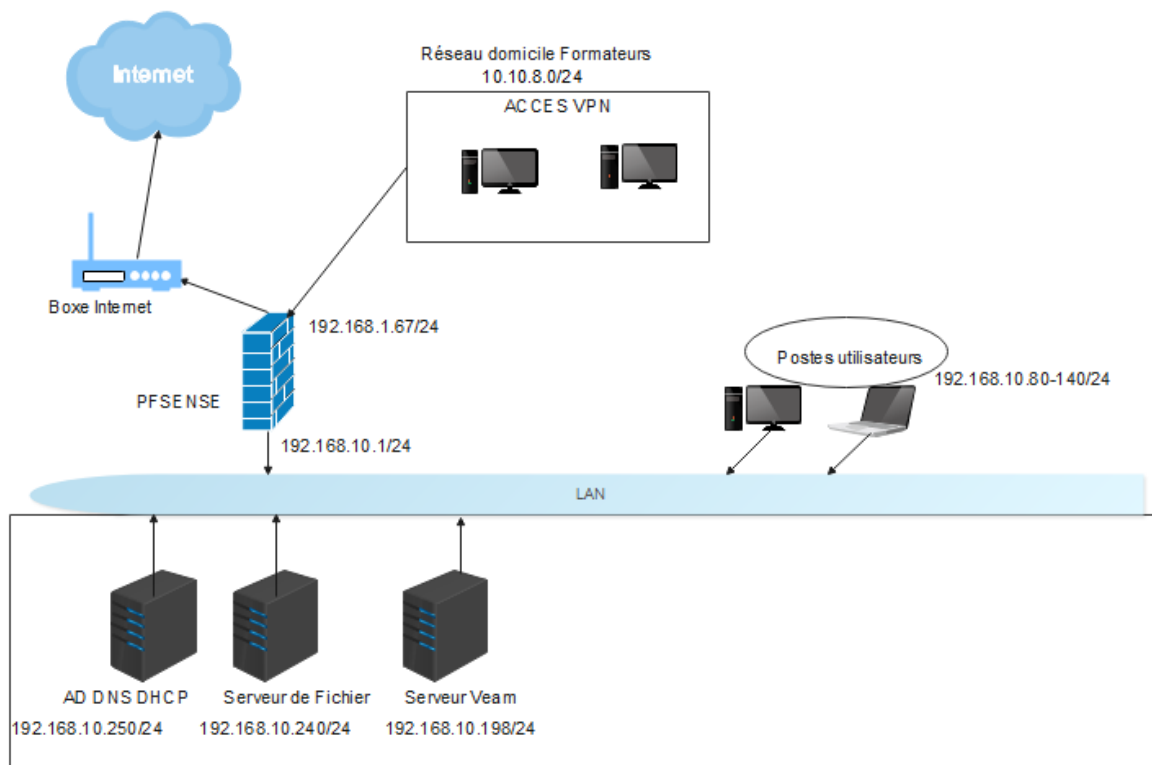 Internet
Réseau domicile Formateurs
10.10.8.0/24
ACCES VPN
Boxe Internet
192.168.1.67/24
PFSENSE
192.168.10.1/24
Postes utilisateurs
192.168.10.80-140/24
LAN
AD DNS DHCP
192.168.10.250/24
Serveur de Fichier
192.168.10.240/24
Serveur Veam
192.168.10.198/24